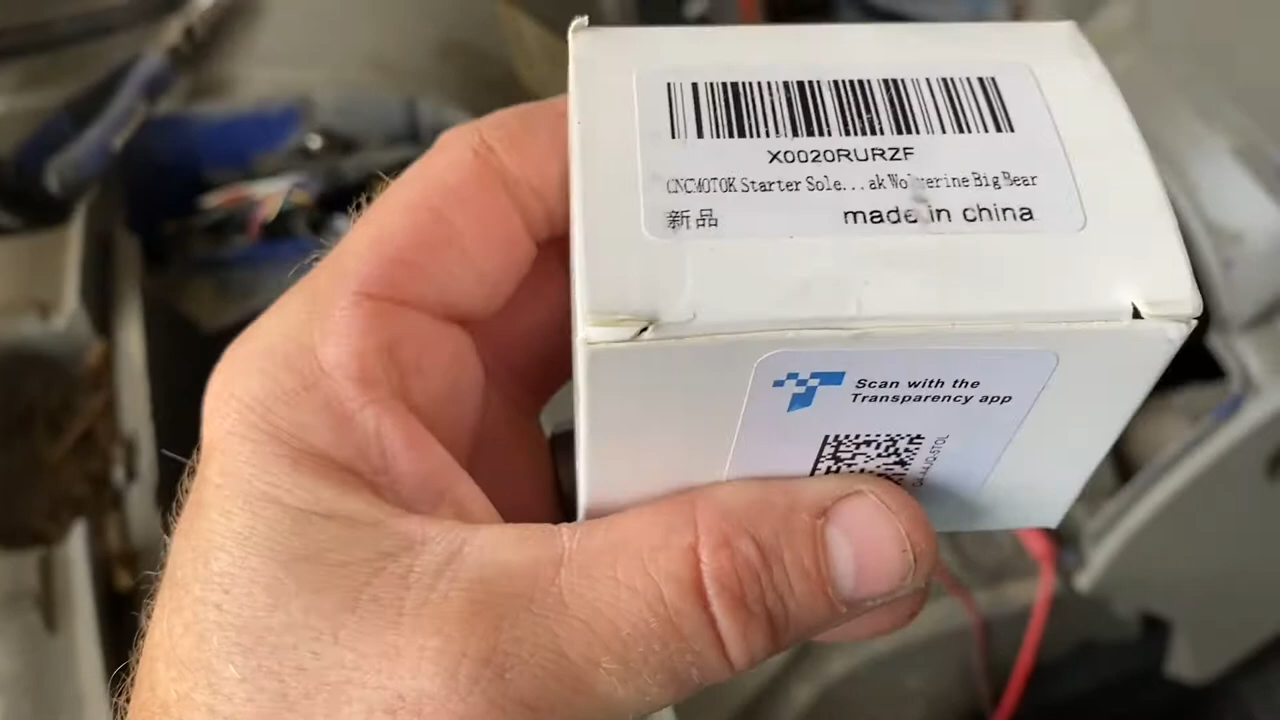 X0020RURZF
CNCMOTOK Starter Sole...ak Wolverine Big Bear
新品
made in china
Scan with the
Transparency app